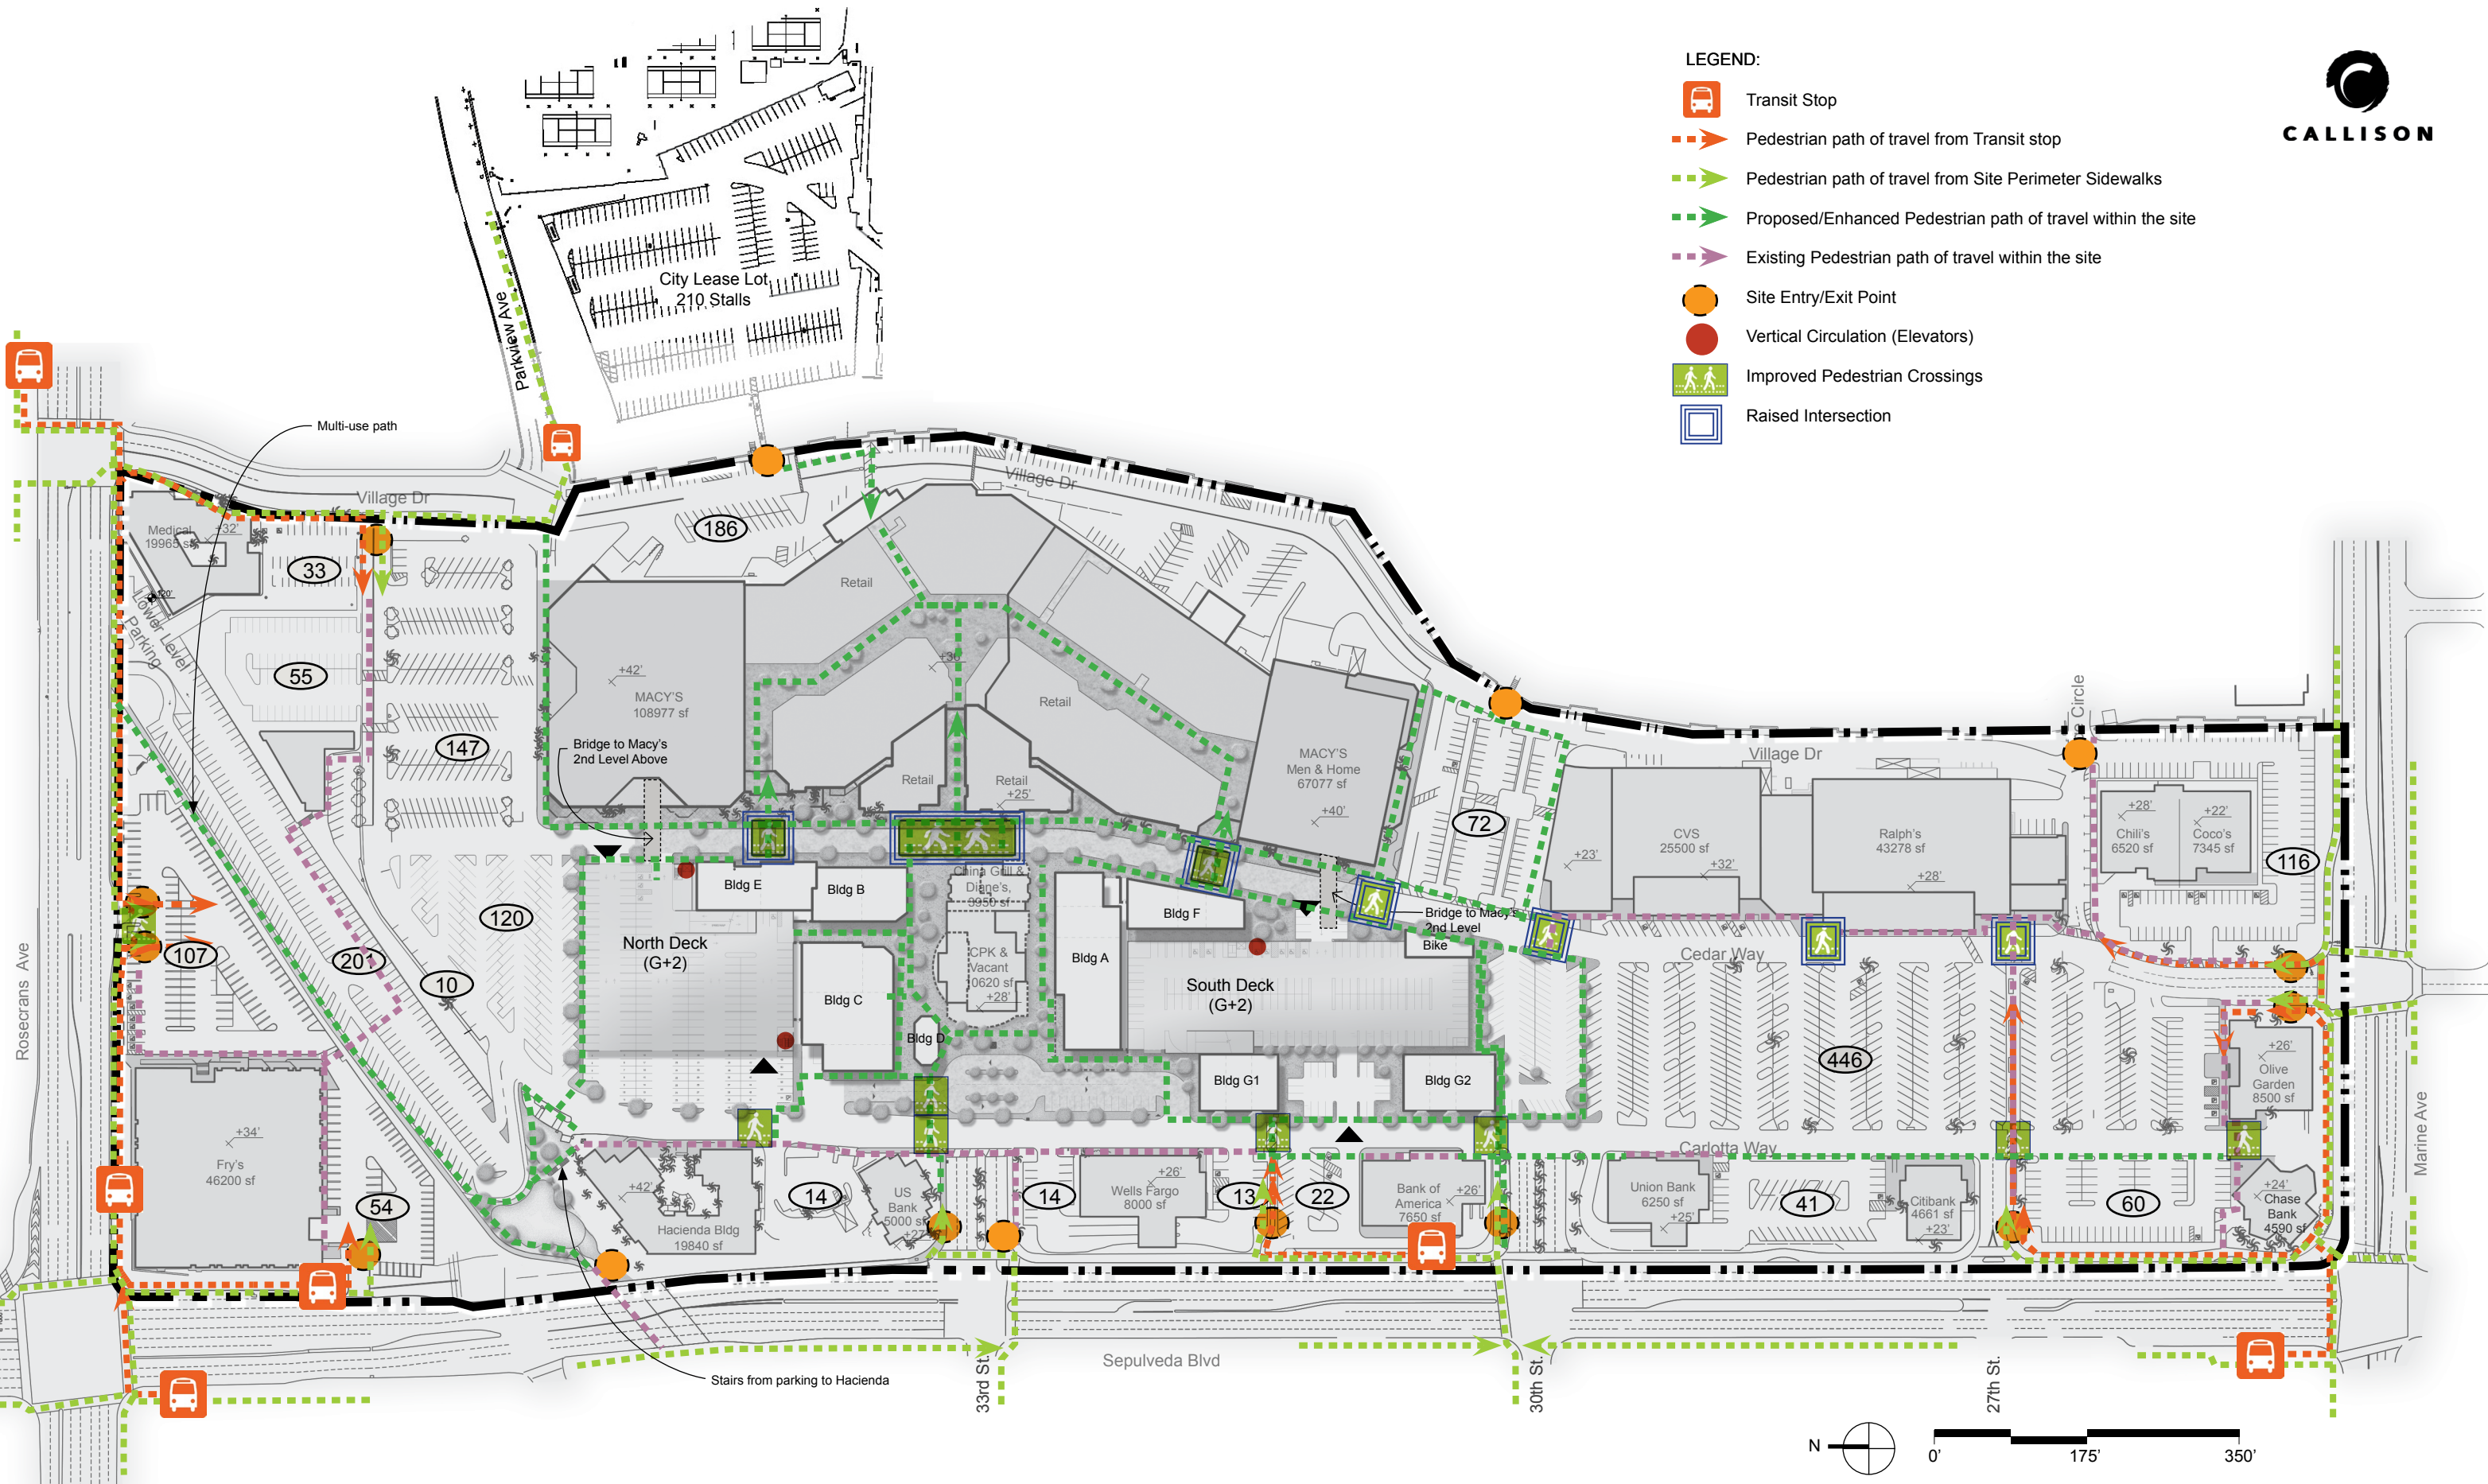 LEGEND:
Transit Stop
Pedestrian path of travel from Transit stop
Pedestrian path of travel from Site Perimeter Sidewalks
Proposed/Enhanced Pedestrian path of travel within the site
Existing Pedestrian path of travel within the site
Site Entry/Exit Point
Vertical Circulation (Elevators)
Improved Pedestrian Crossings
Raised Intersection
CALLISON
City Lease Lot
210 Stalls
Parkview Ave
Multi-use path
Village Dr
Village Dr
Medical
19965 sf
+32'
33
186
Lower Level
Parking
55
147
Retail
+42'
MACY'S
108977 sf
Retail
Bridge to Macy's
2nd Level Above
Retail
Retail
+25'
MACY'S
Men & Home
67077 sf
+40'
72
Village Dr
Circle
CVS
25500 sf
+32'
+23'
Ralph's
43278 sf
+28'
+28'
Chili's
6520 sf
+22'
Coco's
7345 sf
116
Rosecrans Ave
107
201
10
120
North Deck
(G+2)
Bldg E
Bldg B
China Grill &
Diane's,
3950 sf
Bldg C
CPK &
Vacant
0620 sf
+28'
Bldg D
Bldg A
Bldg F
South Deck
(G+2)
Bridge to Macy's
2nd Level
Bike
Cedar Way
446
Bldg G1
Bldg G2
+26'
Olive
Garden
8500 sf
Marine Ave
Carlotta Way
+34'
Fry's
46200 sf
54
+42'
Hacienda Bldg
19840 sf
14
US
Bank
5000 sf
+27'
14
+26'
Wells Fargo
8000 sf
13
22
Bank of
America
7650 sf
+26'
Union Bank
6250 sf
+25'
41
Citibank
4661 sf
+23'
60
+24'
Chase
Bank
4590 sf
Sepulveda Blvd
Stairs from parking to Hacienda
33rd St.
30th St.
27th St.
N
0'
175'
350'